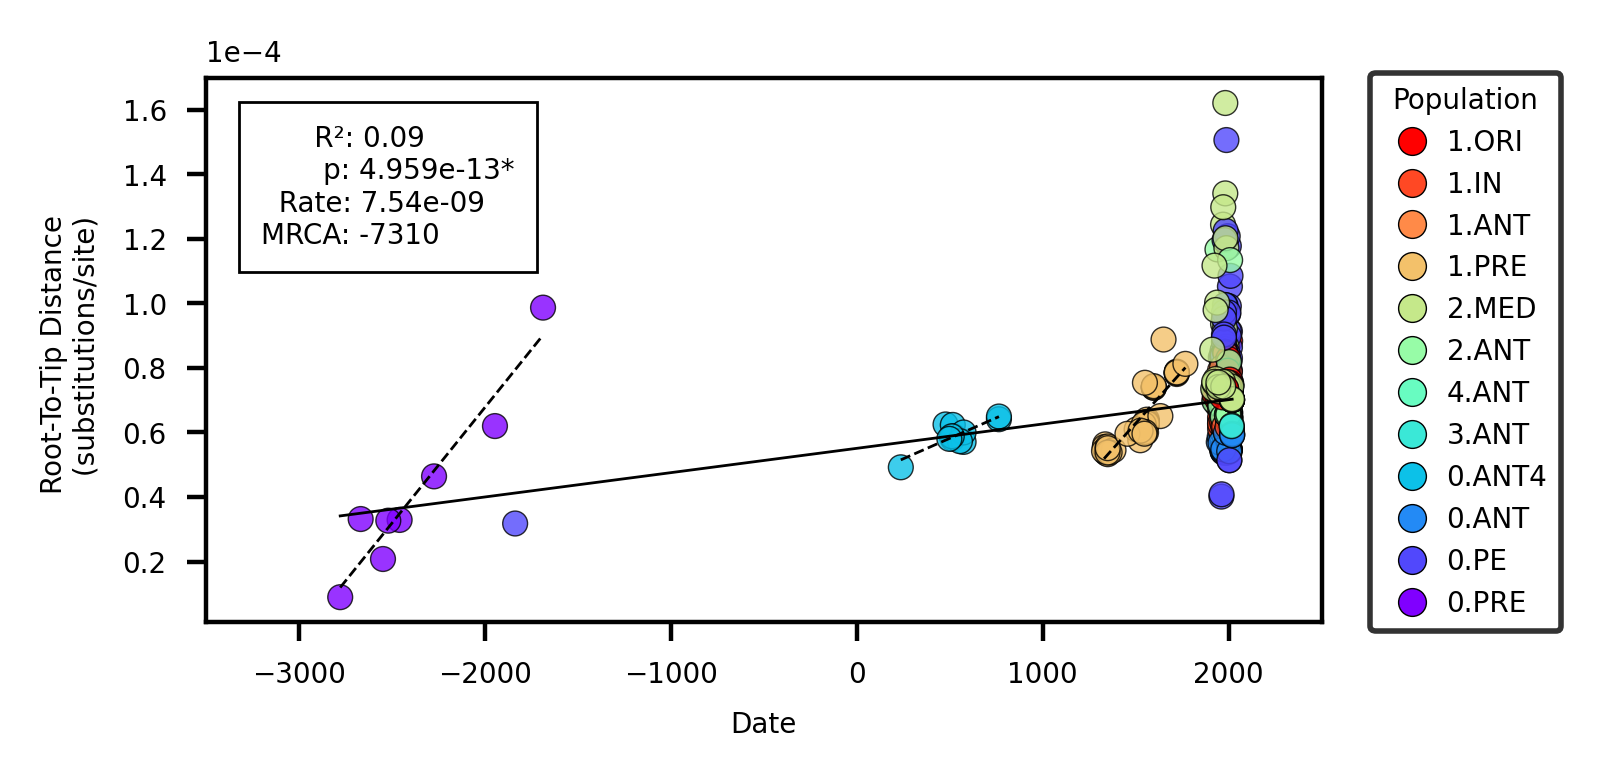 1e−4
Root-To-Tip Distance
(substitutions/site)
1.6
1.4
1.2
1.0
0.8
0.6
0.4
0.2
R²: 0.09
p: 4.959e-13*
Rate: 7.54e-09
MRCA: -7310
−3000
−2000
−1000
0
1000
2000
Date
Population
1.ORI
1.IN
1.ANT
1.PRE
2.MED
2.ANT
4.ANT
3.ANT
0.ANT4
0.ANT
0.PE
0.PRE